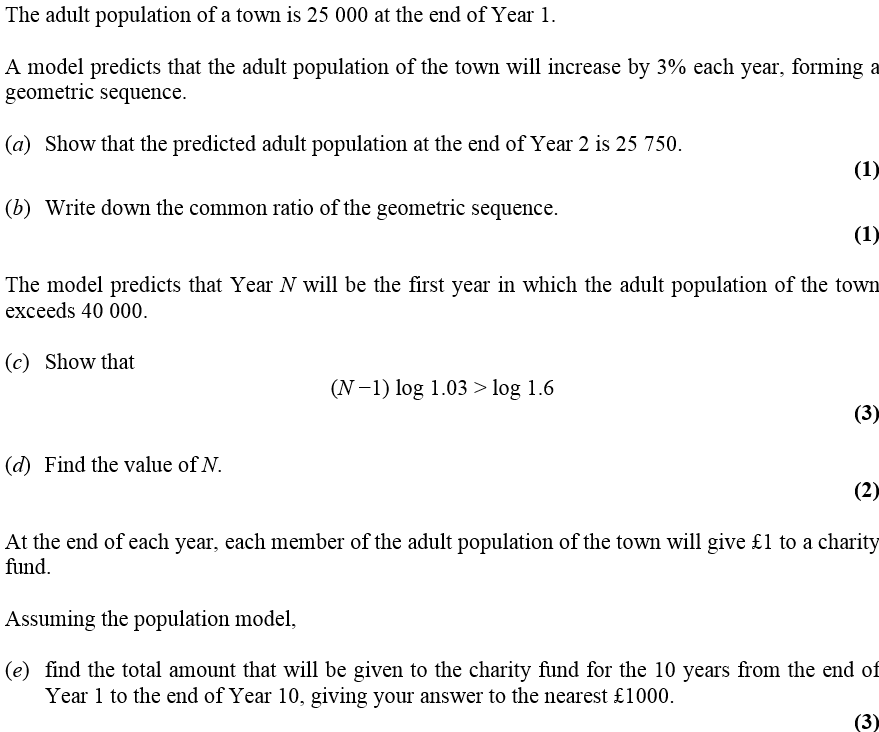 The adult population of a town is 25 000 at the end of Year 1.
A model predicts that the adult population of the town will increase by 3% each year, forming a
geometric sequence.
(a) Show that the predicted adult population at the end of Year 2 is 25 750.
(1)
(b) Write down the common ratio of the geometric sequence.
(1)
The model predicts that Year N will be the first year in which the adult population of the town
exceeds 40 000.
(c) Show that
(N −1) log 1.03 > log 1.6
(3)
(d) Find the value of N.
(2)
At the end of each year, each member of the adult population of the town will give £1 to a charity
fund.
Assuming the population model,
(e) find the total amount that will be given to the charity fund for the 10 years from the end of
Year 1 to the end of Year 10, giving your answer to the nearest £1000.
(3)